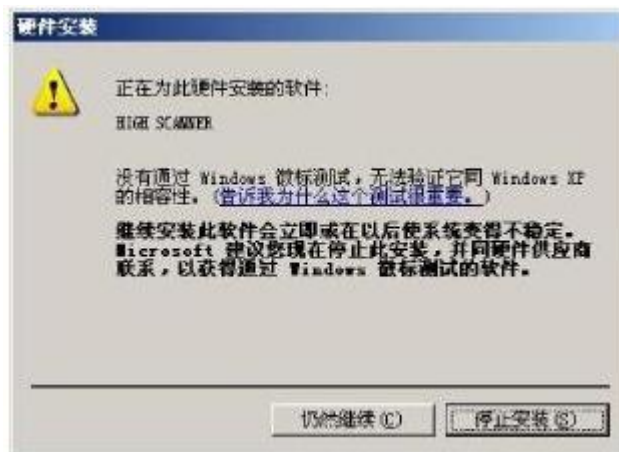 硬件安装
正在为此硬件安装的软件:
HIGH SCANNER
没有通过 Windows 徽标测试，无法验证它同 Windows XP
的相容性。(告诉我为什么这个测试很重要。)
继续安装此软件会立即或在以后使系统变得不稳定。
Microsoft 建议您现在停止此安装，并同硬件供应商
联系，以获得通过 Windows 徽标测试的软件。
仍然继续(C)
停止安装(S)